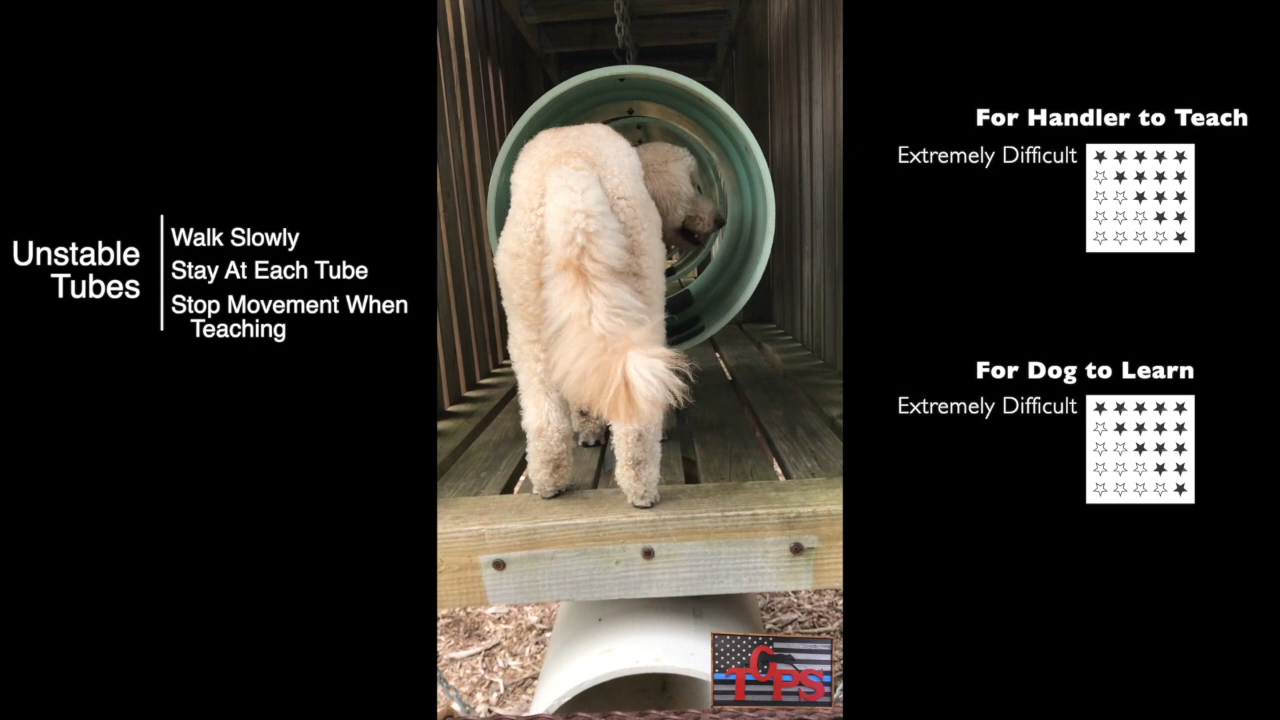 Unstable
Tubes
Walk Slowly
Stay At Each Tube
Stop Movement When
Teaching
For Handler to Teach
Extremely Difficult
For Dog to Learn
Extremely Difficult
TCPS